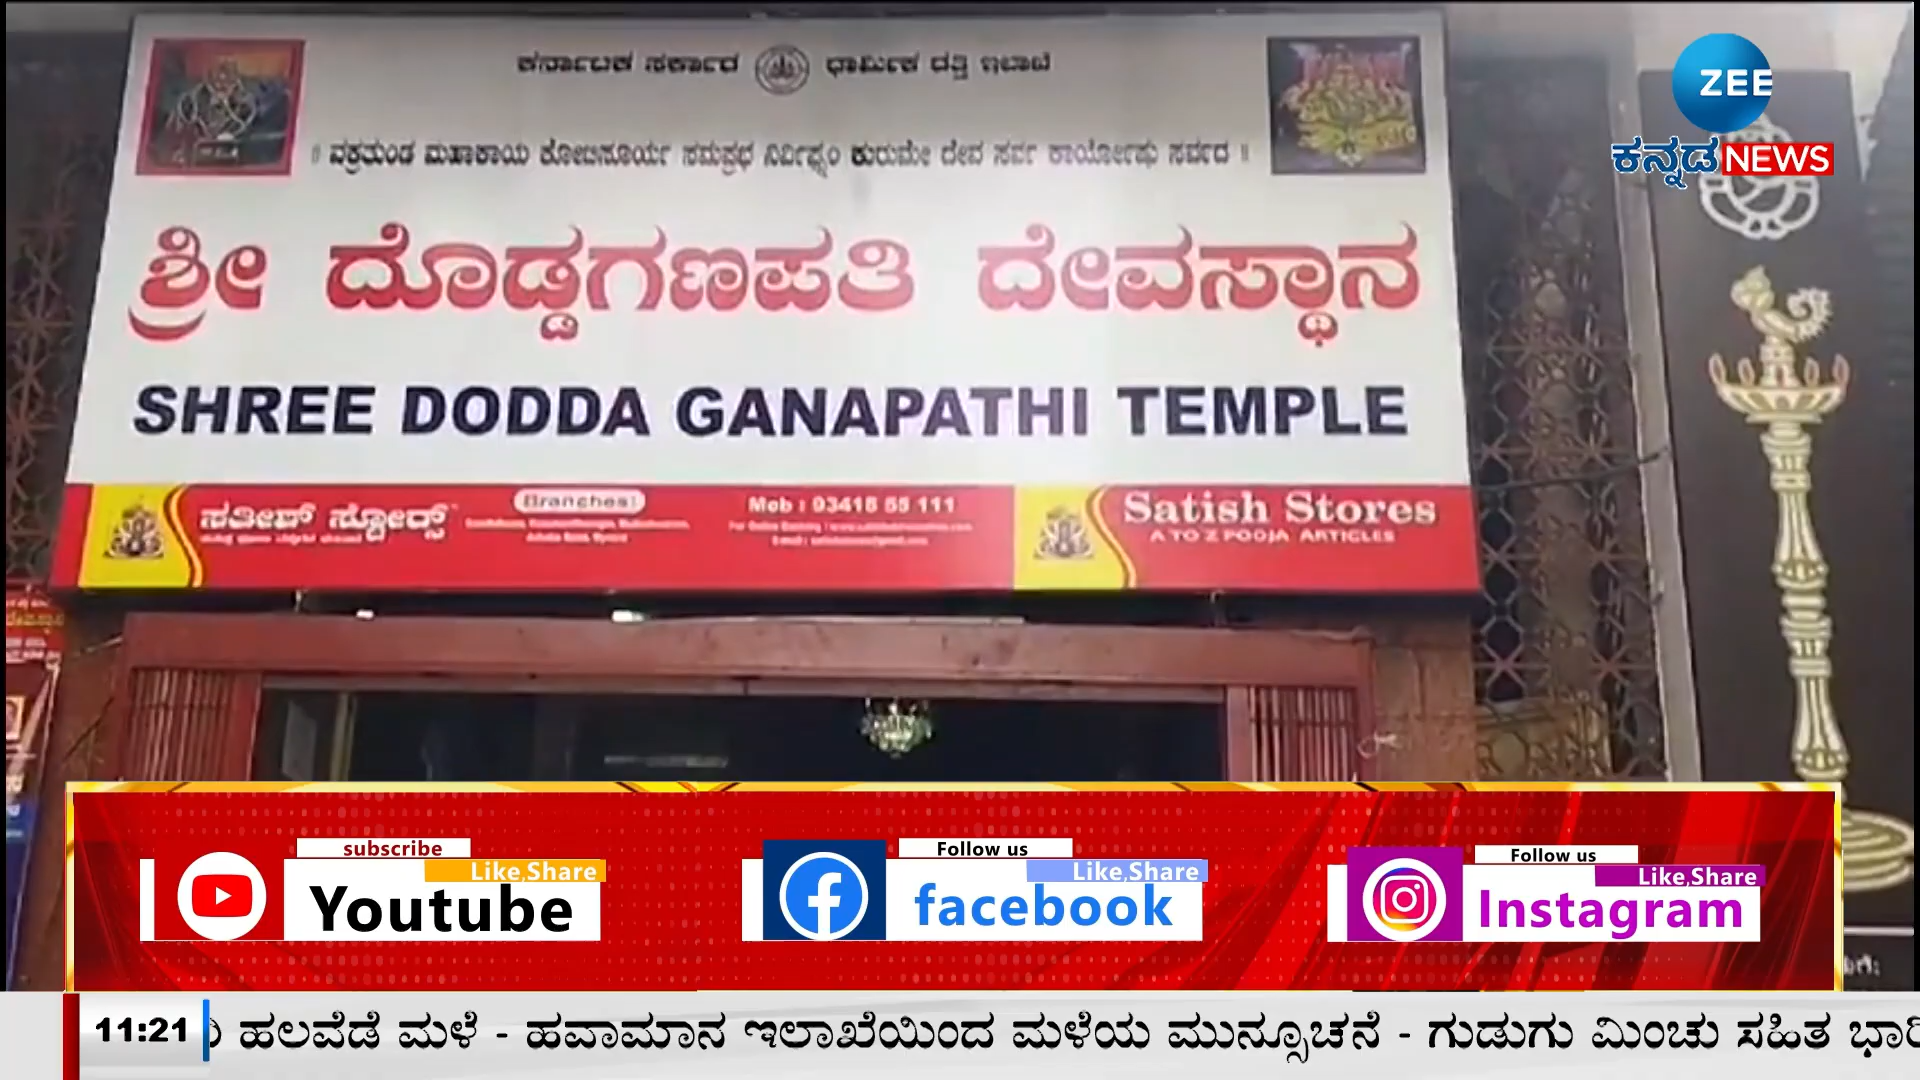 ಕರ್ನಾಟಕ ಸರ್ಕಾರ ಧಾರ್ಮಿಕ ದತ್ತಿ ಇಲಾಖೆ
ZEE
ಕನ್ನಡ NEWS
॥ ವಕ್ರತುಂಡ ಮಹಾಕಾಯ ಕೋಟಿಸೂರ್ಯ ಸಮಪ್ರಭ ನಿರ್ವಿಘ್ನಂ ಕುರುಮೇ ದೇವ ಸರ್ವ ಕಾರ್ಯೇಷು ಸರ್ವದ ॥
ಶ್ರೀ ದೊಡ್ಡಗಣಪತಿ ದೇವಸ್ಥಾನ
SHREE DODDA GANAPATHI TEMPLE
ಸತೀಶ್ ಸ್ಟೋರ್ಸ್
Branches:
Mob : 93418 55 111
Satish Stores
A TO Z POOJA ARTICLES
subscribe
Like,Share
Youtube
Follow us
Like,Share
facebook
Follow us
Like,Share
Instagram
11:21 ಹಲವೆಡೆ ಮಳೆ - ಹವಾಮಾನ ಇಲಾಖೆಯಿಂದ ಮಳೆಯ ಮುನ್ಸೂಚನೆ - ಗುಡುಗು ಮಿಂಚು ಸಹಿತ